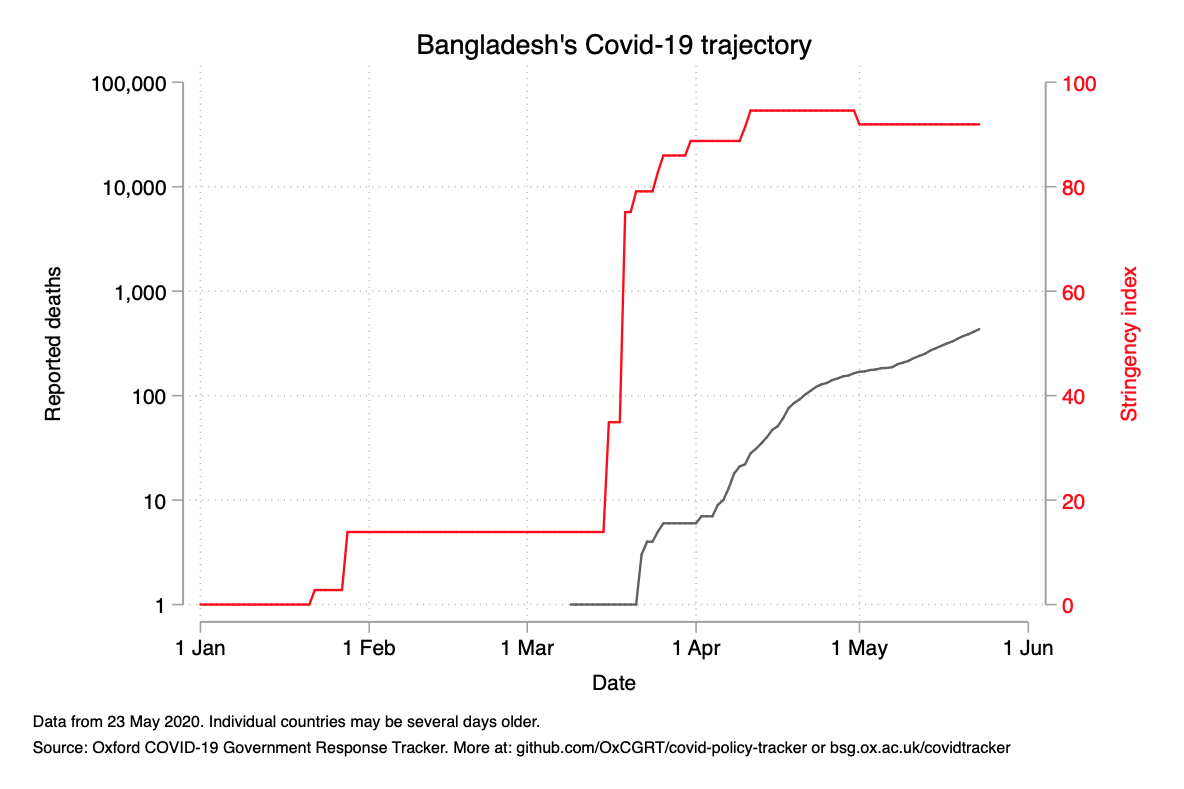 Bangladesh's Covid-19 trajectory
100,000
10,000
1,000
100
10
1
Reported deaths
100
80
60
40
20
0
Stringency index
1 Jan
1 Feb
1 Mar
1 Apr
1 May
1 Jun
Date
Data from 23 May 2020. Individual countries may be several days older.
Source: Oxford COVID-19 Government Response Tracker. More at: github.com/OxCGRT/covid-policy-tracker or bsg.ox.ac.uk/covidtracker